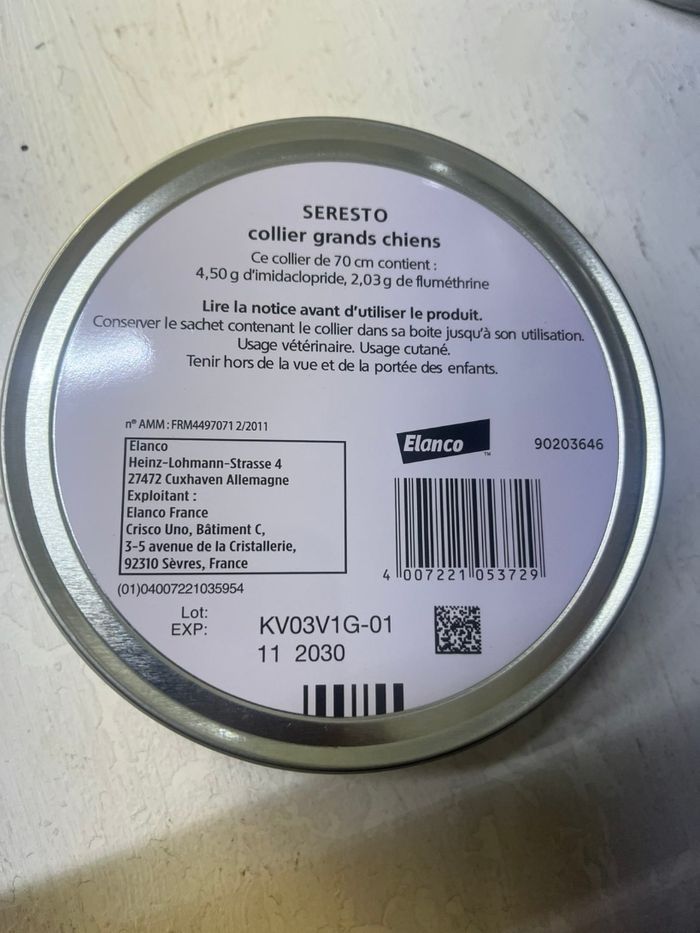 SERESTO
collier grands chiens
Ce collier de 70 cm contient :
4,50 g d'imidaclopride, 2,03 g de fluméthrine
Lire la notice avant d'utiliser le produit.
Conserver le sachet contenant le collier dans sa boite jusqu'à son utilisation.
Usage vétérinaire. Usage cutané.
Tenir hors de la vue et de la portée des enfants.
n° AMM : FRM4497071 2/2011
Elanco
Heinz-Lohmann-Strasse 4
27472 Cuxhaven Allemagne
Exploitant :
Elanco France
Crisco Uno, Bâtiment C,
3-5 avenue de la Cristallerie,
92310 Sèvres, France
(01)04007221035954
Elanco™
90203646
4 007221 053729
Lot: KV03V1G-01
EXP: 11 2030